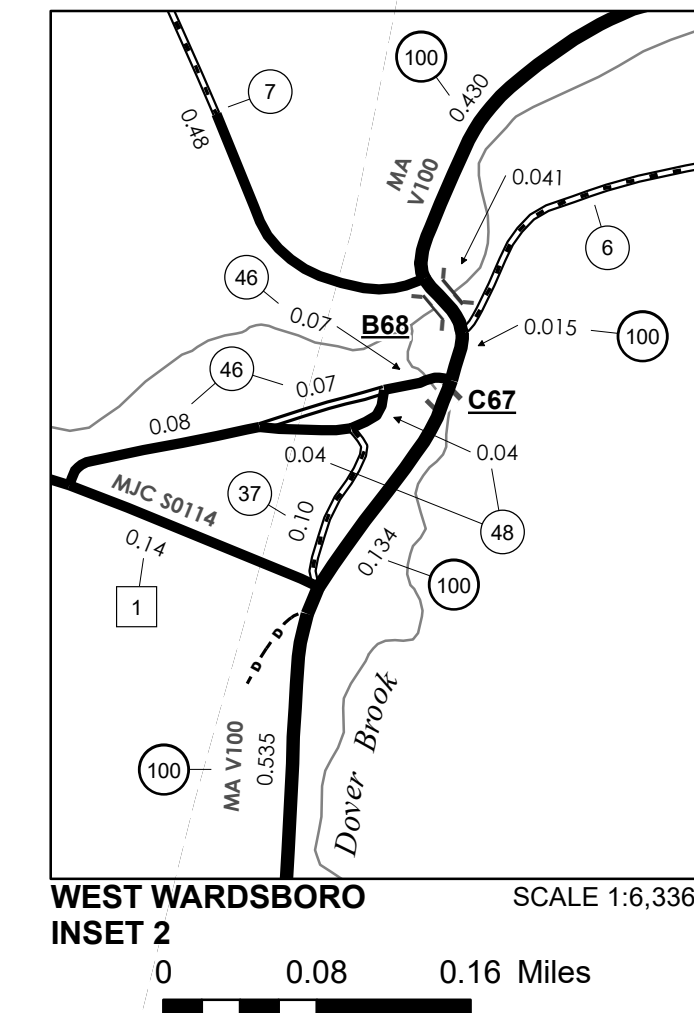 100
7
0.430
0.48
MA
V100
0.041
6
46
0.07
B68
0.015
100
46
0.07
C67
0.08
0.04
0.04
MJC S0114
37
0.10
48
0.14
0.134
100
1
D
D
100
MA V100
0.535
Dover Brook
WEST WARDSBORO
INSET 2
SCALE 1:6,336
0 0.08 0.16 Miles